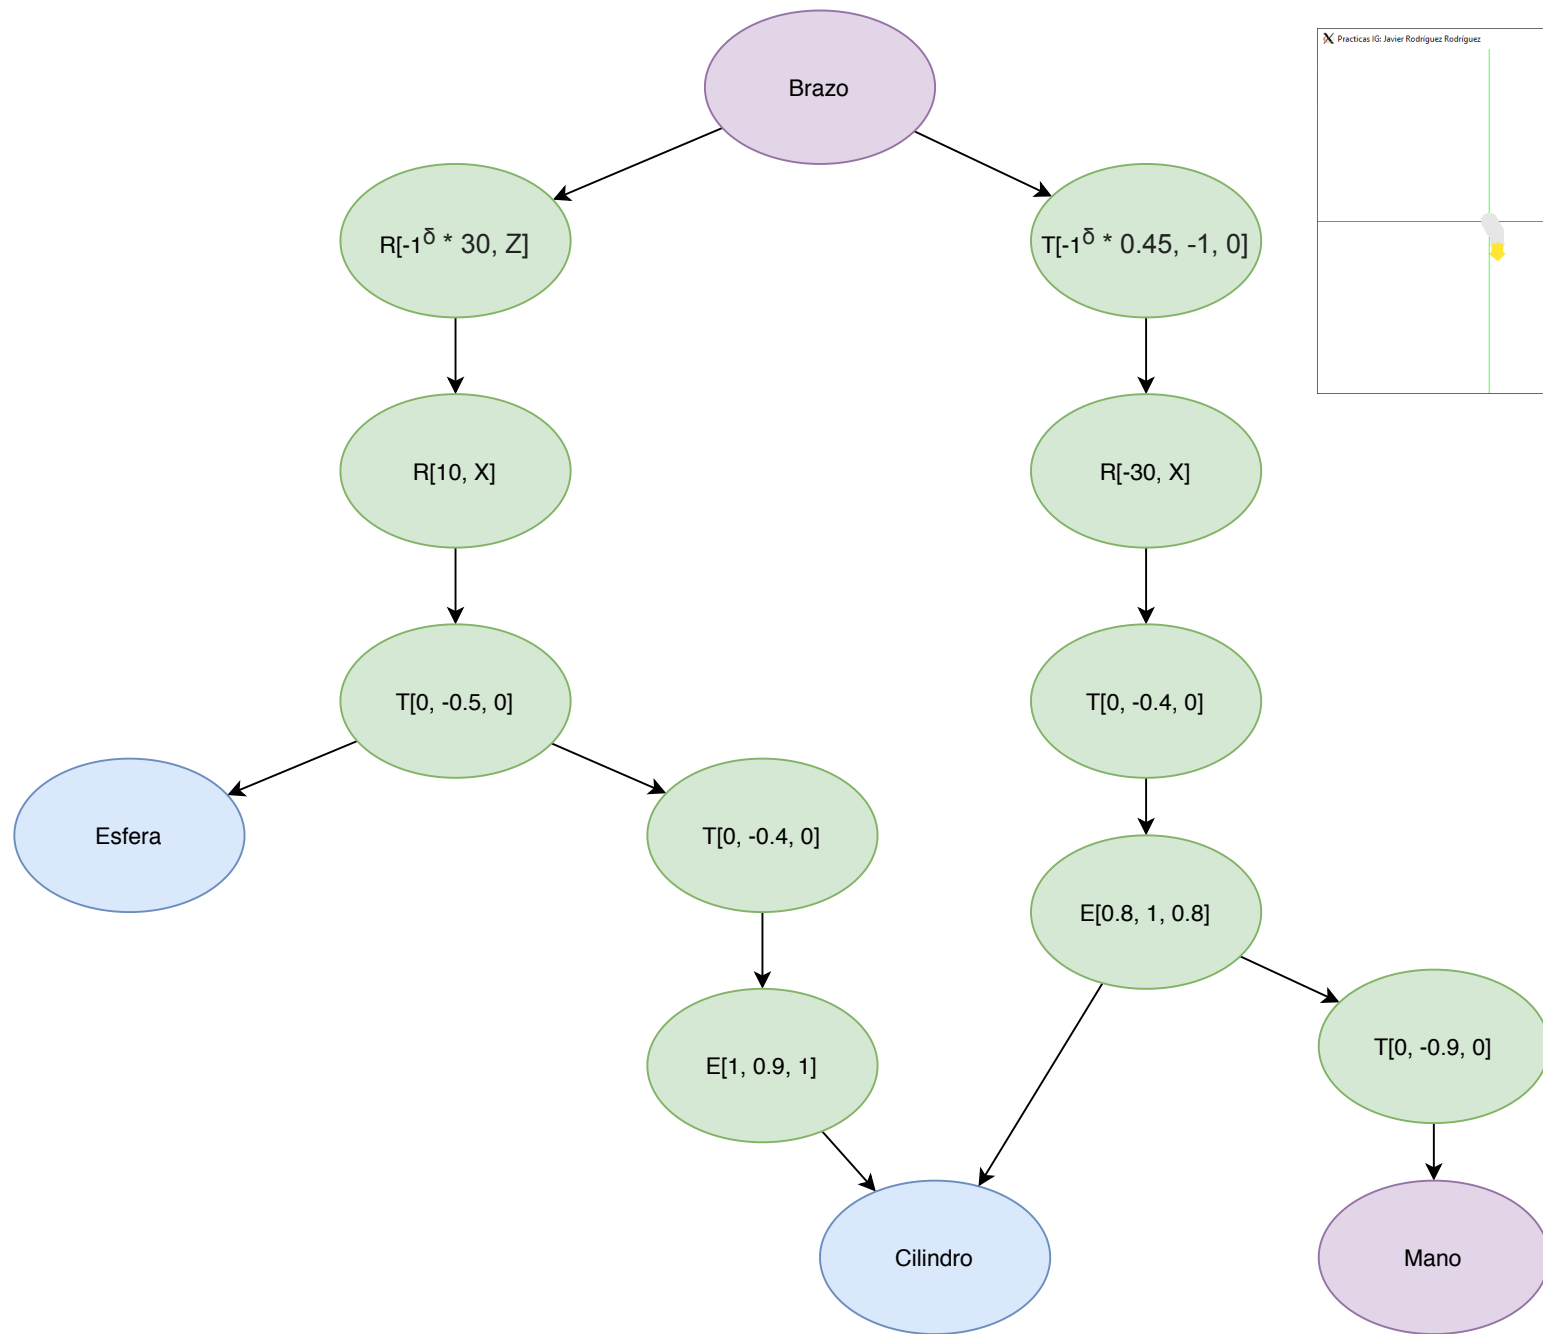 Brazo
Practicas IG: Javier Rodríguez Rodríguez
R[-1^δ * 30, Z]
T[-1^δ * 0.45, -1, 0]
R[10, X]
R[-30, X]
T[0, -0.5, 0]
T[0, -0.4, 0]
Esfera
T[0, -0.4, 0]
E[0.8, 1, 0.8]
T[0, -0.9, 0]
E[1, 0.9, 1]
Cilindro
Mano